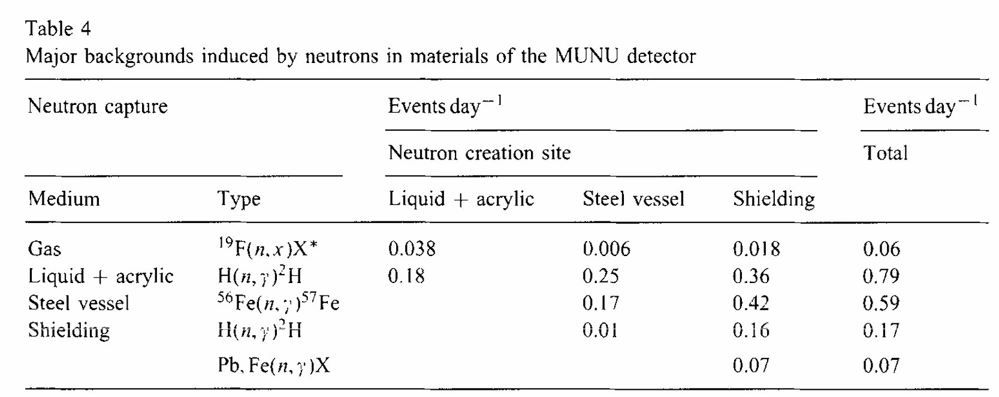 Table 4
Major backgrounds induced by neutrons in materials of the MUNU detector
Neutron capture Events day⁻¹ Events day⁻¹
Neutron creation site Total
Medium Type Liquid + acrylic Steel vessel Shielding
Gas ¹⁹F(n,x)X* 0.038 0.006 0.018 0.06
Liquid + acrylic H(n,γ)²H 0.18 0.25 0.36 0.79
Steel vessel ⁵⁶Fe(n,γ)⁵⁷Fe 0.17 0.42 0.59
Shielding H(n,γ)²H 0.01 0.16 0.17
Pb,Fe(n,γ)X 0.07 0.07